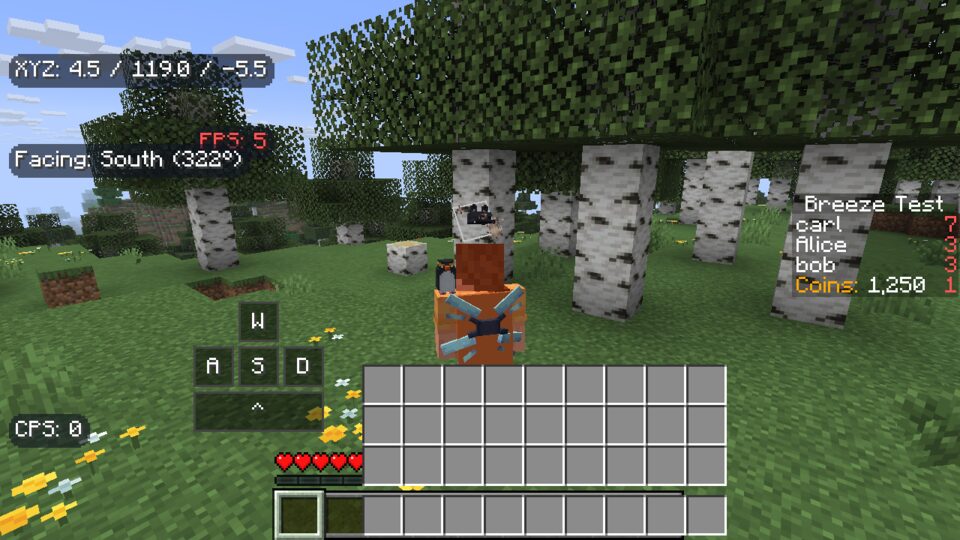 XYZ: 4.5 / 119.0 / -5.5
FPS: 5
Facing: South (322°)
Breeze Test
carl 7
Alice 3
bob 3
Coins: 1,250 1
W
A S D
^
CPS: 0